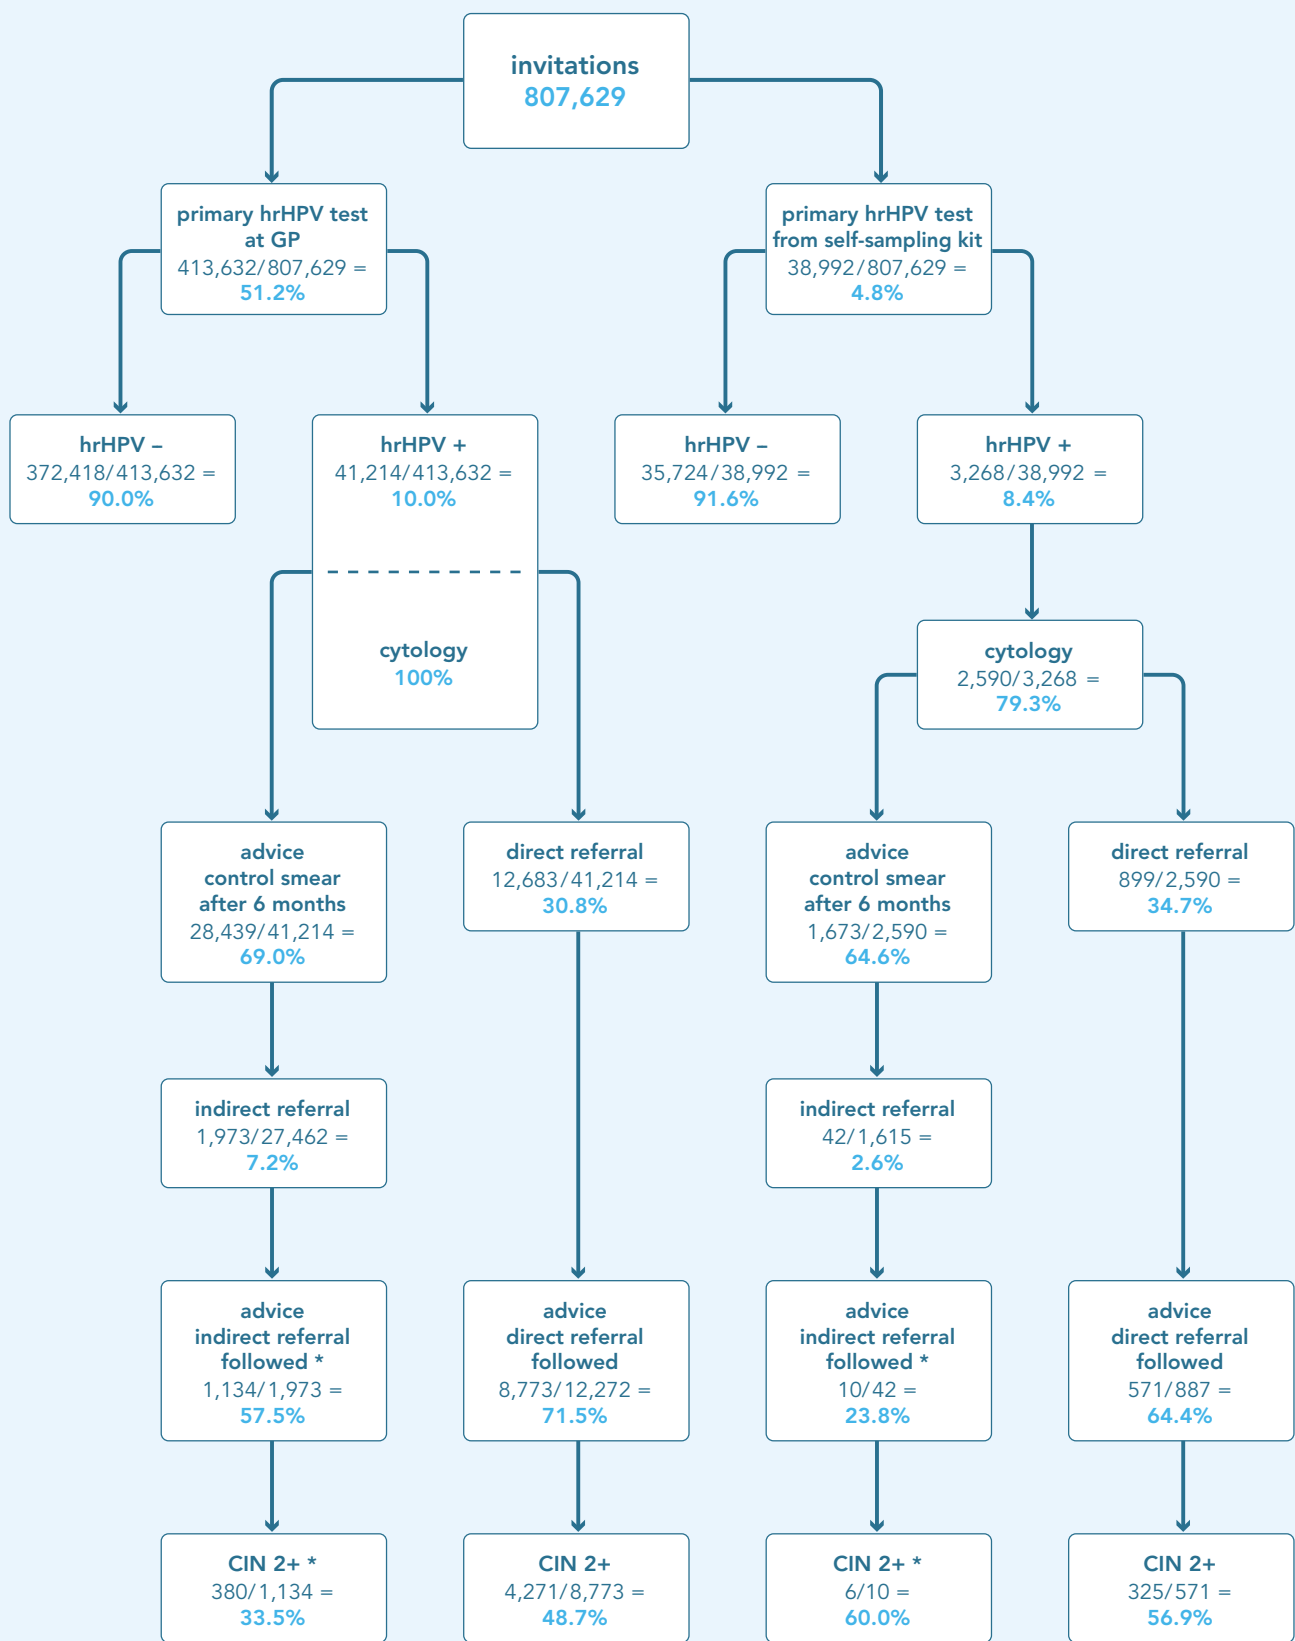 invitations
807,629
primary hrHPV test
at GP
413,632/807,629 =
51.2%
primary hrHPV test
from self-sampling kit
38,992/807,629 =
4.8%
hrHPV –
372,418/413,632 =
90.0%
hrHPV +
41,214/413,632 =
10.0%
cytology
100%
hrHPV –
35,724/38,992 =
91.6%
hrHPV +
3,268/38,992 =
8.4%
cytology
2,590/3,268 =
79.3%
advice
control smear
after 6 months
28,439/41,214 =
69.0%
direct referral
12,683/41,214 =
30.8%
advice
control smear
after 6 months
1,673/2,590 =
64.6%
direct referral
899/2,590 =
34.7%
indirect referral
1,973/27,462 =
7.2%
indirect referral
42/1,615 =
2.6%
advice
indirect referral
followed *
1,134/1,973 =
57.5%
advice
direct referral
followed
8,773/12,272 =
71.5%
advice
indirect referral
followed *
10/42 =
23.8%
advice
direct referral
followed
571/887 =
64.4%
CIN 2+ *
380/1,134 =
33.5%
CIN 2+
4,271/8,773 =
48.7%
CIN 2+ *
6/10 =
60.0%
CIN 2+
325/571 =
56.9%